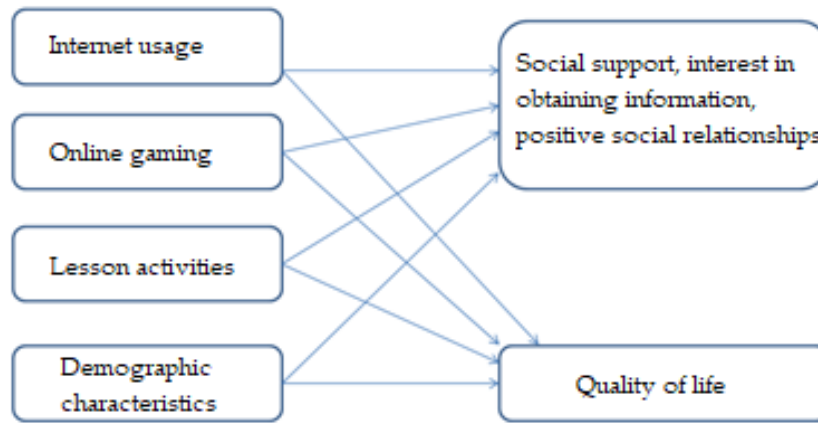 Internet usage
Online gaming
Lesson activities
Demographic
characteristics
Social support, interest in
obtaining information,
positive social relationships
Quality of life